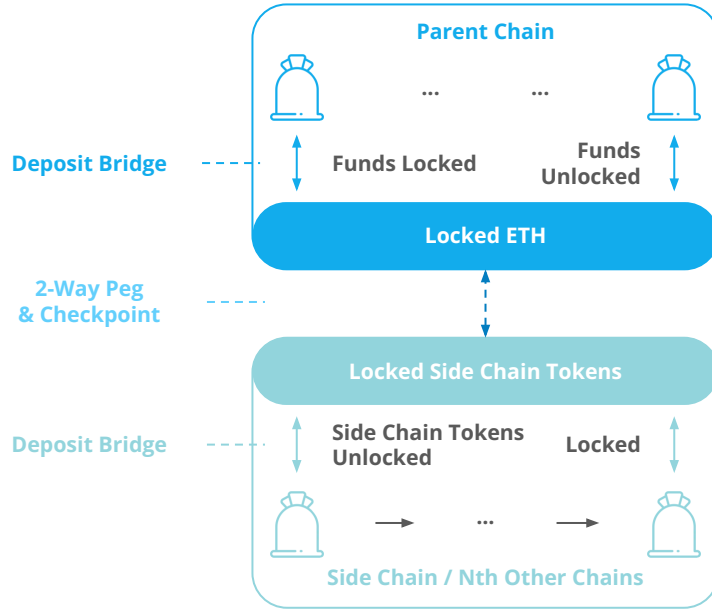 Parent Chain
... ...
Deposit Bridge
Funds Locked
Funds
Unlocked
Locked ETH
2-Way Peg
& Checkpoint
Locked Side Chain Tokens
Deposit Bridge
Side Chain Tokens
Unlocked
Locked
...
Side Chain / Nth Other Chains